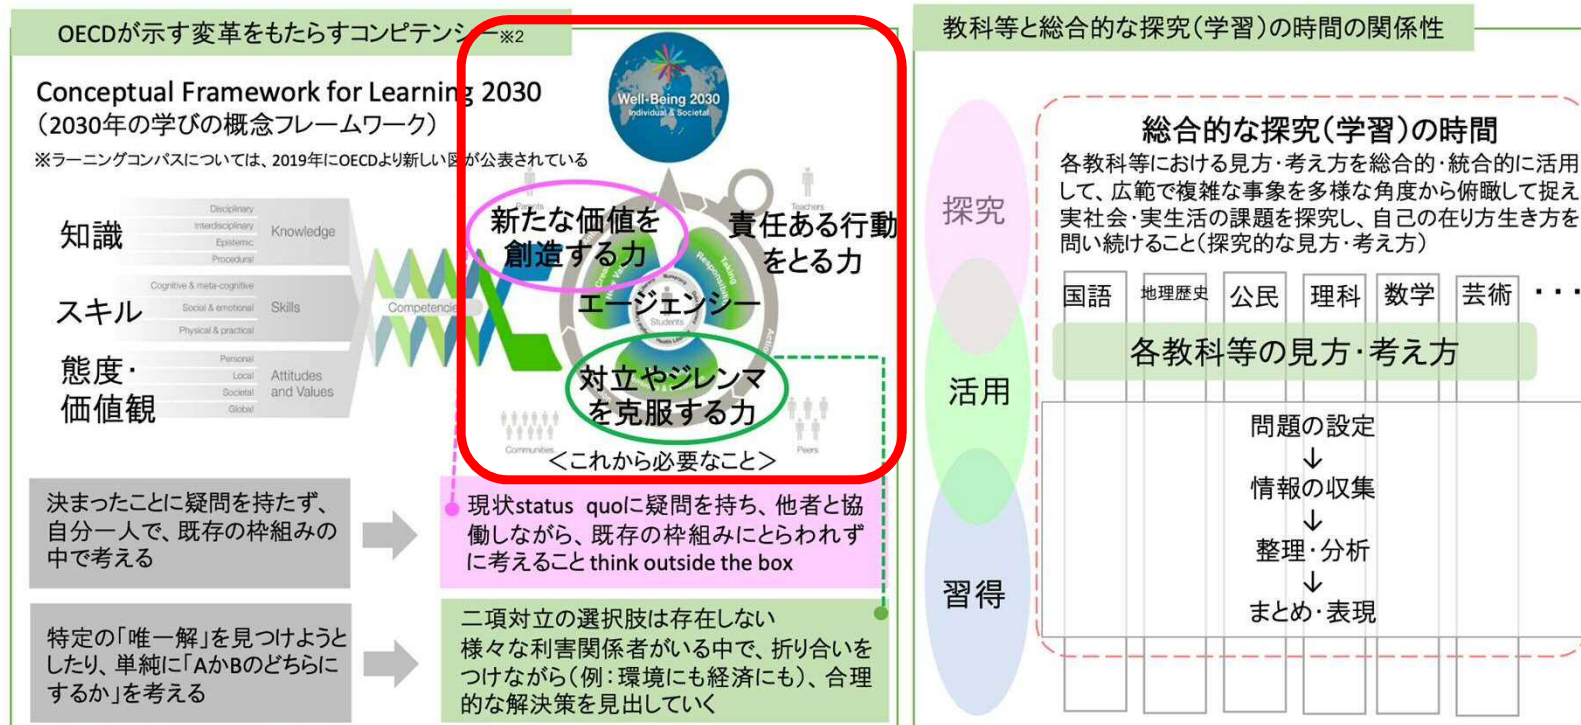 OECDが示す変革をもたらすコンピテンシー※2
Conceptual Framework for Learning 2030
(2030年の学びの概念フレームワーク)
※ラーニングコンパスについては、2019年にOECDより新しい図が公表されている
Well-Being 2030
Individual & Societal
知識
Disciplinary
Interdisciplinary
Epistemic
Procedural
Knowledge
スキル
Cognitive & meta-cognitive
Social & emotional
Physical & practical
Skills
態度・
価値観
Personal
Local
Societal
Global
Attitudes
and Values
Competencies
Parents
Teachers
新たな価値を
創造する力
責任ある行動
をとる力
Taking
Responsibility
エージェンシー
Students
対立やジレンマ
を克服する力
Communities
Peers
<これから必要なこと>
決まったことに疑問を持たず、
自分一人で、既存の枠組みの
中で考える
現状status quoに疑問を持ち、他者と協
働しながら、既存の枠組みにとらわれず
に考えること think outside the box
特定の「唯一解」を見つけようと
したり、単純に「AかBのどちらに
するか」を考える
二項対立の選択肢は存在しない
様々な利害関係者がいる中で、折り合いを
つけながら(例：環境にも経済にも)、合理
的な解決策を見出していく
教科等と総合的な探究(学習)の時間の関係性
探究
活用
習得
総合的な探究(学習)の時間
各教科等における見方・考え方を総合的・統合的に活用
して、広範で複雑な事象を多様な角度から俯瞰して捉え
実社会・実生活の課題を探究し、自己の在り方生き方を
問い続けること(探究的な見方・考え方)
国語 地理歴史 公民 理科 数学 芸術 ・・・
各教科等の見方・考え方
問題の設定
↓
情報の収集
↓
整理・分析
↓
まとめ・表現